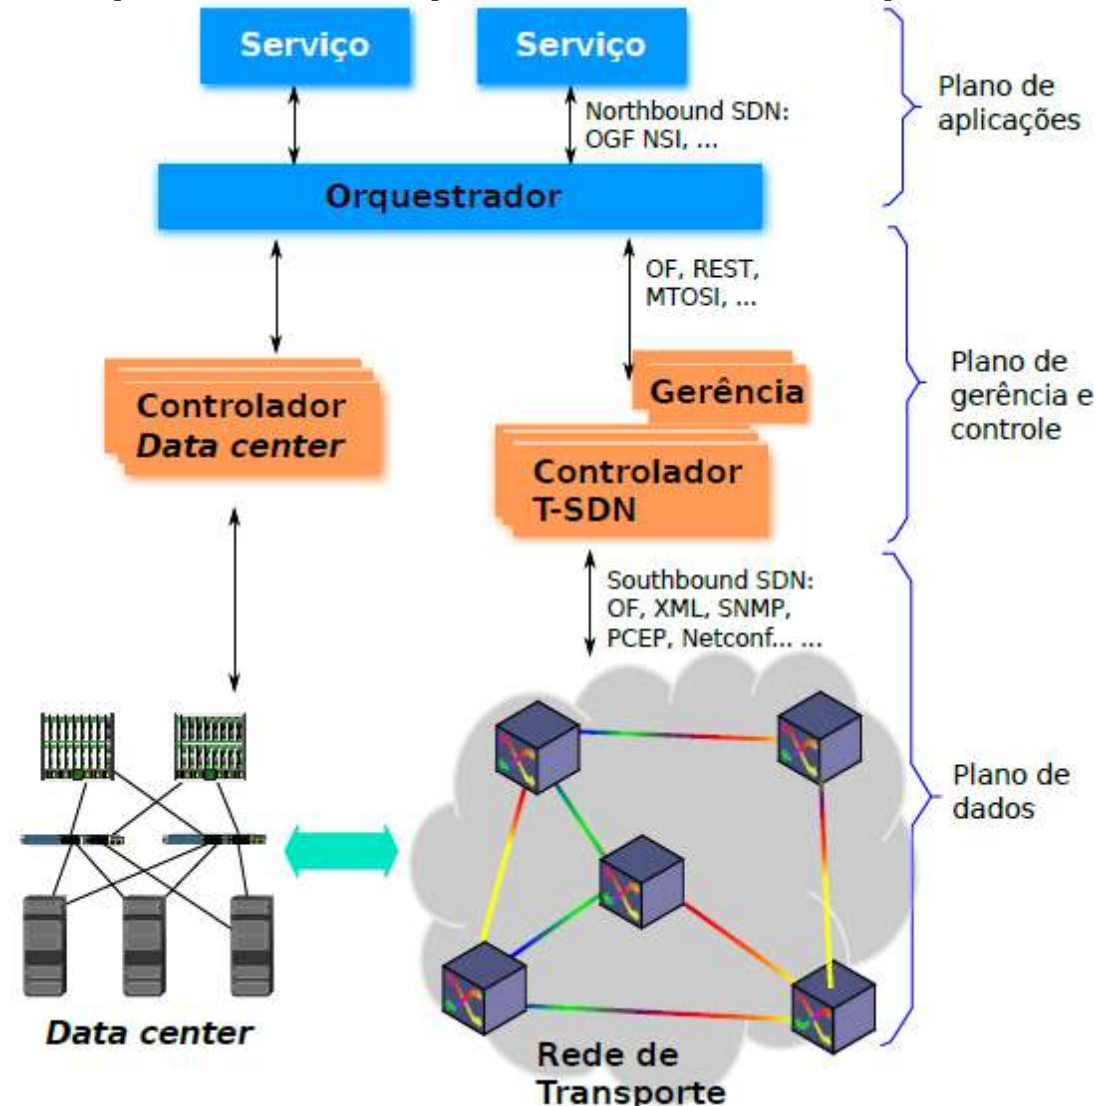 Serviço
Serviço
Northbound SDN:
OGF NSI, ...
Plano de
aplicações
Orquestrador
OF, REST,
MTOSI, ...
Controlador
Data center
Gerência
Controlador
T-SDN
Plano de
gerência e
controle
Southbound SDN:
OF, XML, SNMP,
PCEP, Netconf... ...
Plano de
dados
Data center
Rede de
Transporte